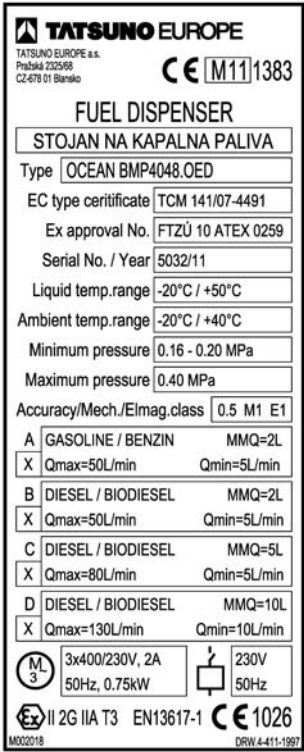 TATSUNO EUROPE
TATSUNO EUROPE a.s.
Pražská 2325/68
CZ-678 01 Blansko
CE M11 1383
FUEL DISPENSER
STOJAN NA KAPALNA PALIVA
Type OCEAN BMP4048.OED
EC type ceritificate TCM 141/07-4491
Ex approval No. FTZÚ 10 ATEX 0259
Serial No. / Year 5032/11
Liquid temp.range -20°C / +50°C
Ambient temp.range -20°C / +40°C
Minimum pressure 0.16 - 0.20 MPa
Maximum pressure 0.40 MPa
Accuracy/Mech./Elmag.class 0.5 M1 E1
A GASOLINE / BENZIN MMQ=2L
X Qmax=50L/min Qmin=5L/min
B DIESEL / BIODIESEL MMQ=2L
X Qmax=50L/min Qmin=5L/min
C DIESEL / BIODIESEL MMQ=5L
X Qmax=80L/min Qmin=5L/min
D DIESEL / BIODIESEL MMQ=10L
X Qmax=130L/min Qmin=10L/min
M 3~ 3x400/230V, 2A 230V
50Hz, 0.75kW 50Hz
Ex II 2G IIA T3 EN13617-1 CE 1026
M002018 DRW.4-411-1997